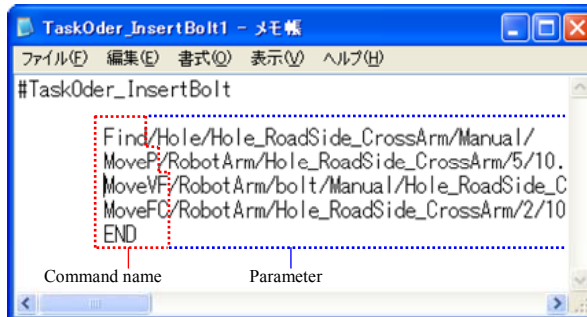 TaskOder_InsertBolt1 - メモ帳
ファイル(F) 編集(E) 書式(O) 表示(V) ヘルプ(H)
#TaskOder_InsertBolt
Find/Hole/Hole_RoadSide_CrossArm/Manual/
MoveP/RobotArm/Hole_RoadSide_CrossArm/5/10.
MoveVF/RobotArm/bolt/Manual/Hole_RoadSide_C
MoveFC/RobotArm/Hole_RoadSide_CrossArm/2/10
END
Command name Parameter